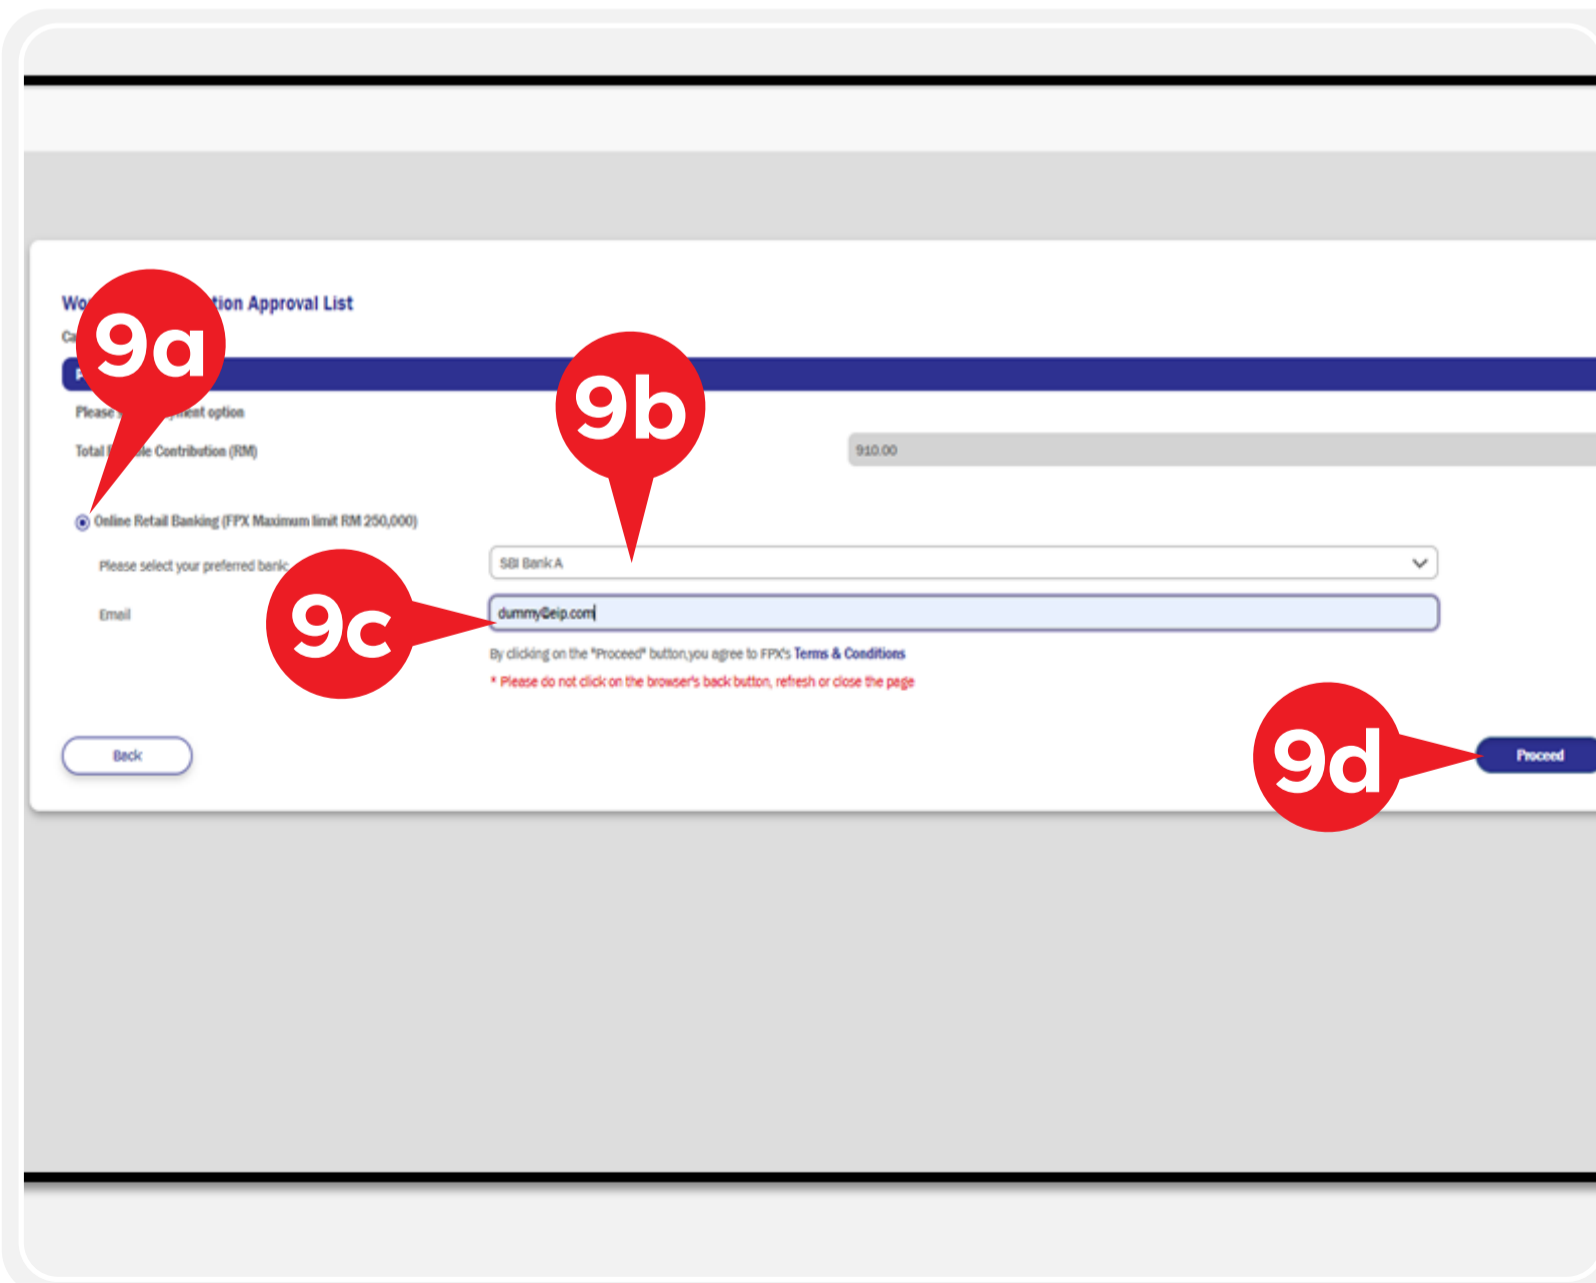 tion Approval List
9a
9b
Please ment option
Total le Contribution (RM)
910.00
Online Retail Banking (FPX Maximum limit RM 250,000)
Please select your preferred bank:
SBI Bank A
9c
Email
dummy@eip.com
By clicking on the "Proceed" button,you agree to FPX's Terms & Conditions
* Please do not click on the browser's back button, refresh or close the page
9d
Back
Proceed